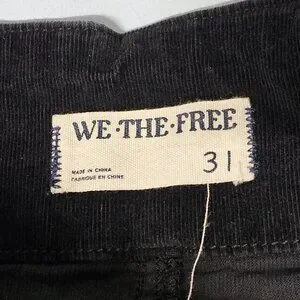 WE·THE·FREE
31
MADE IN CHINA
FABRIQUÉ EN CHINE